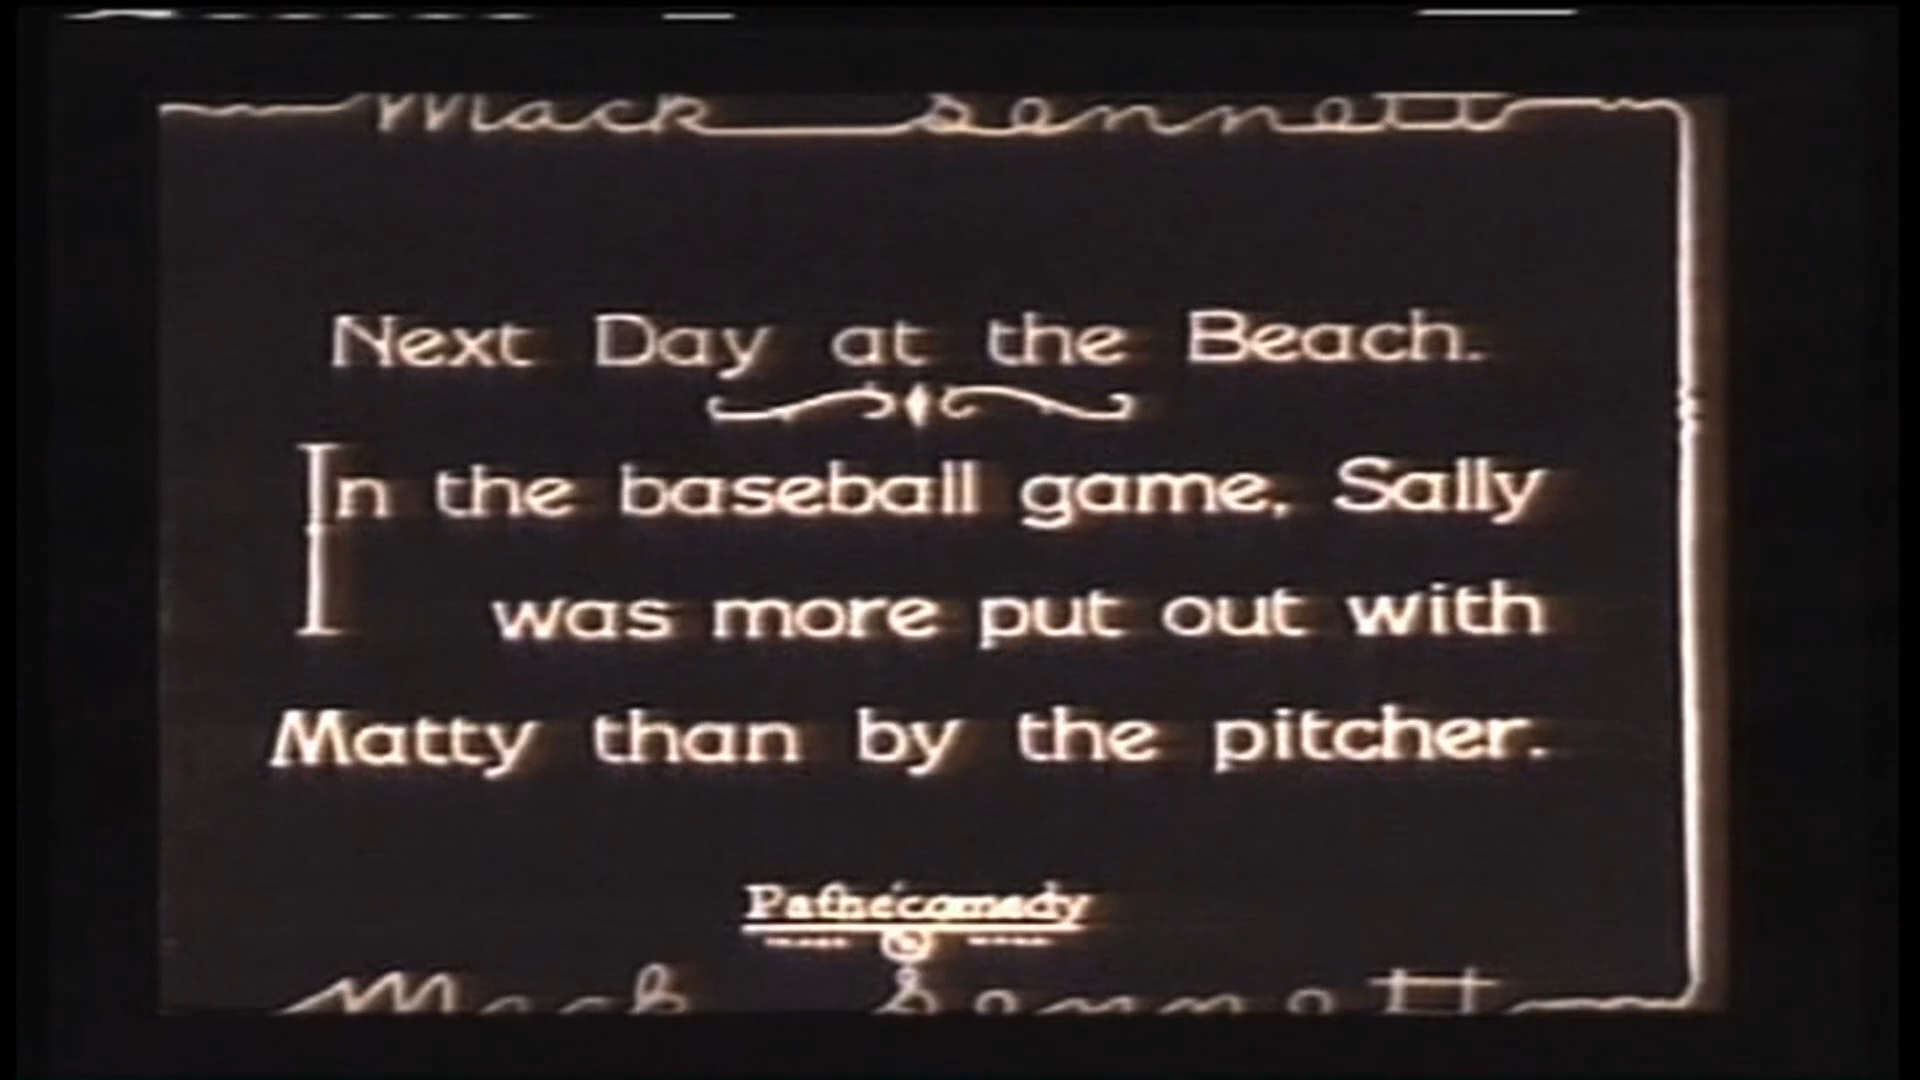 Mack Sennett
Next Day at the Beach.
In the baseball game, Sally
was more put out with
Matty than by the pitcher.
Pathécomedy
Mack Sennett